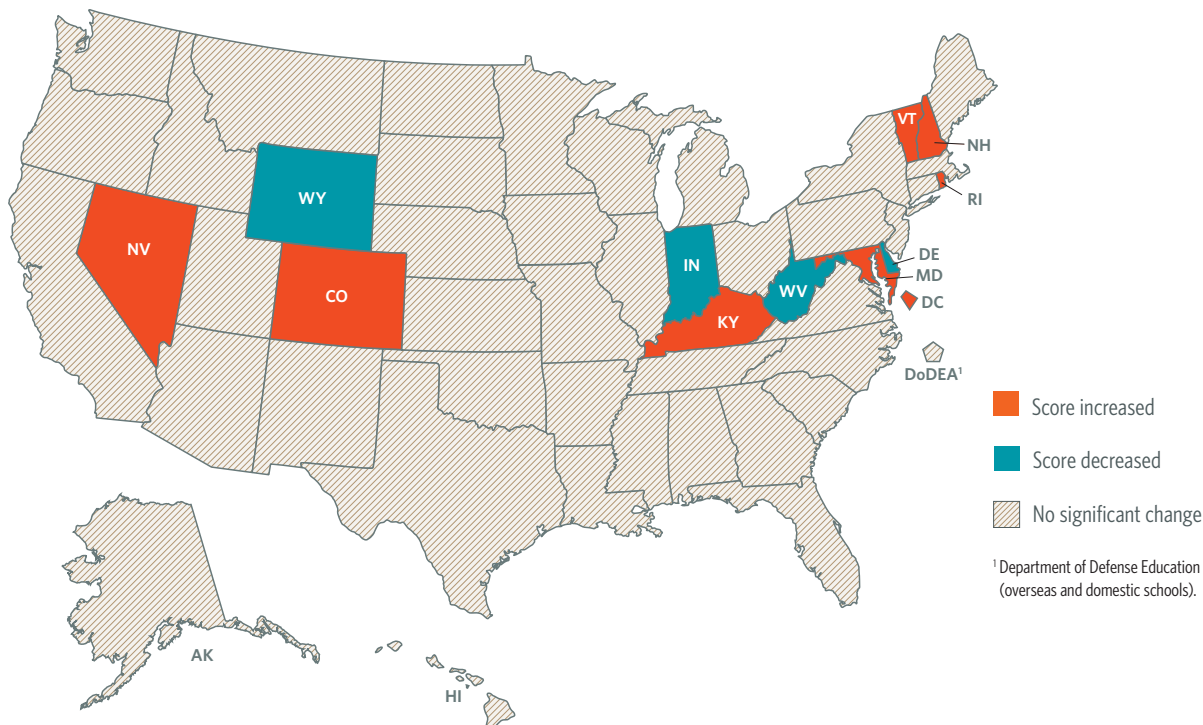 VT
NH
WY
RI
NV
DE
IN
MD
CO
WV
DC
KY
DoDEA¹
Score increased
Score decreased
No significant change
¹ Department of Defense Education
(overseas and domestic schools).
AK
HI